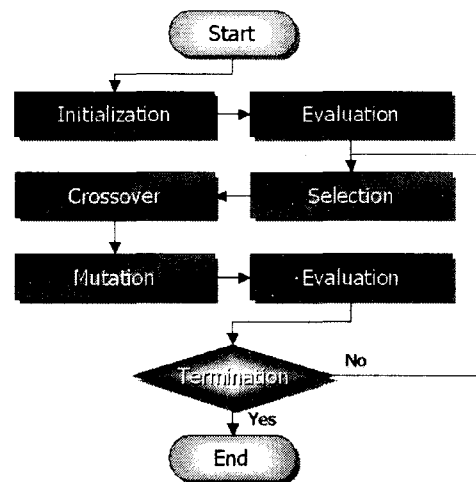 Start
Initialization
Evaluation
Crossover
Selection
Mutation
Evaluation
Termination
No
Yes
End